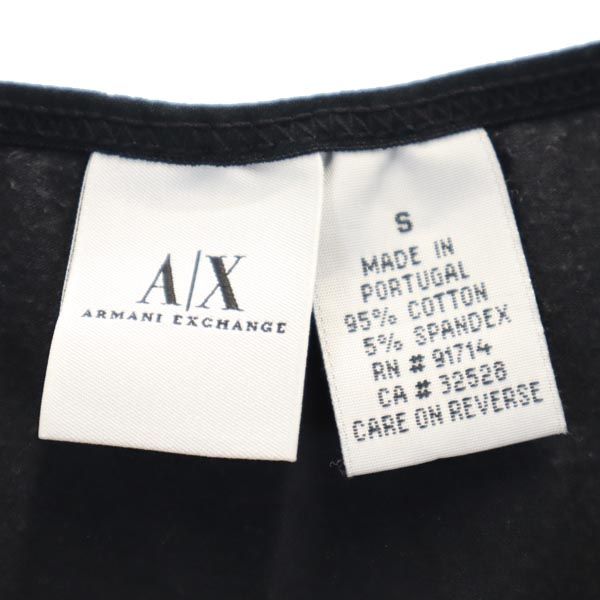 A|X
ARMANI EXCHANGE
S
MADE IN
PORTUGAL
95% COTTON
5% SPANDEX
RN # 91714
CA # 32528
CARE ON REVERSE